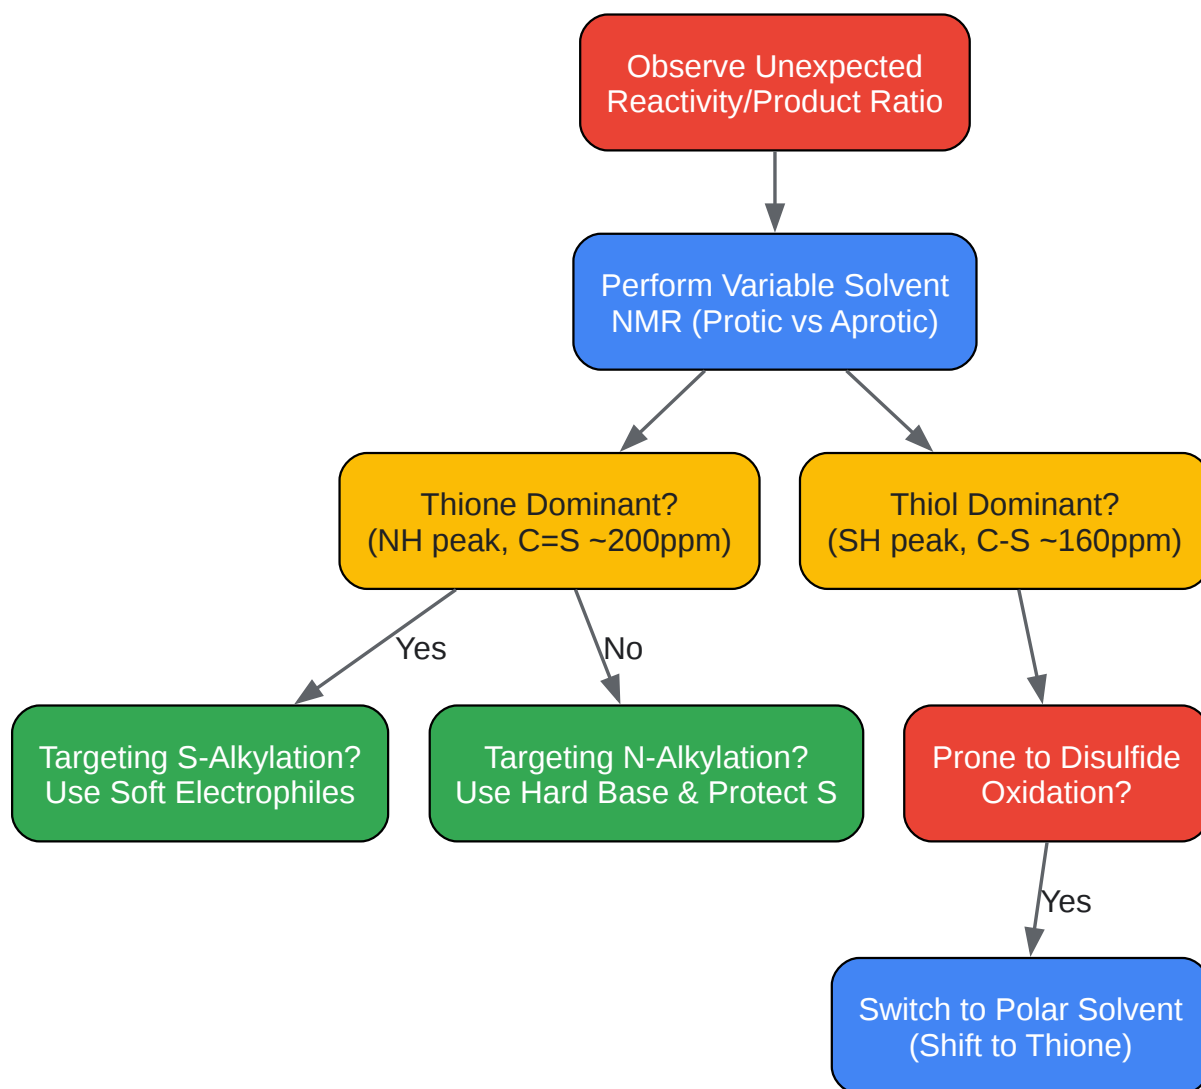 Observe Unexpected
Reactivity/Product Ratio
Perform Variable Solvent
NMR (Protic vs Aprotic)
Thione Dominant?
(NH peak, C=S ~200ppm)
Thiol Dominant?
(SH peak, C-S ~160ppm)
Yes
No
Targeting S-Alkylation?
Use Soft Electrophiles
Targeting N-Alkylation?
Use Hard Base & Protect S
Prone to Disulfide
Oxidation?
Yes
Switch to Polar Solvent
(Shift to Thione)